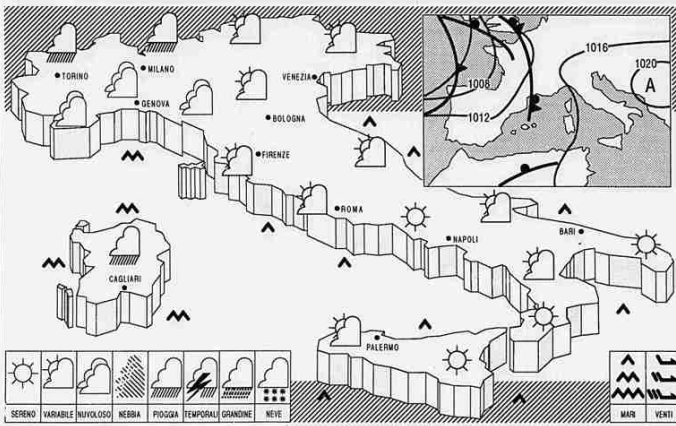 TORINO
MILANO
VENEZIA
GENOVA
BOLOGNA
FIRENZE
ROMA
NAPOLI
BARI
CAGLIARI
PALERMO
1008
1012
1016
1020
A
SERENO VARIABILE NUVOLOSO NEBBIA PIOGGIA TEMPORALI GRANDINE NEVE
MARI VENTI